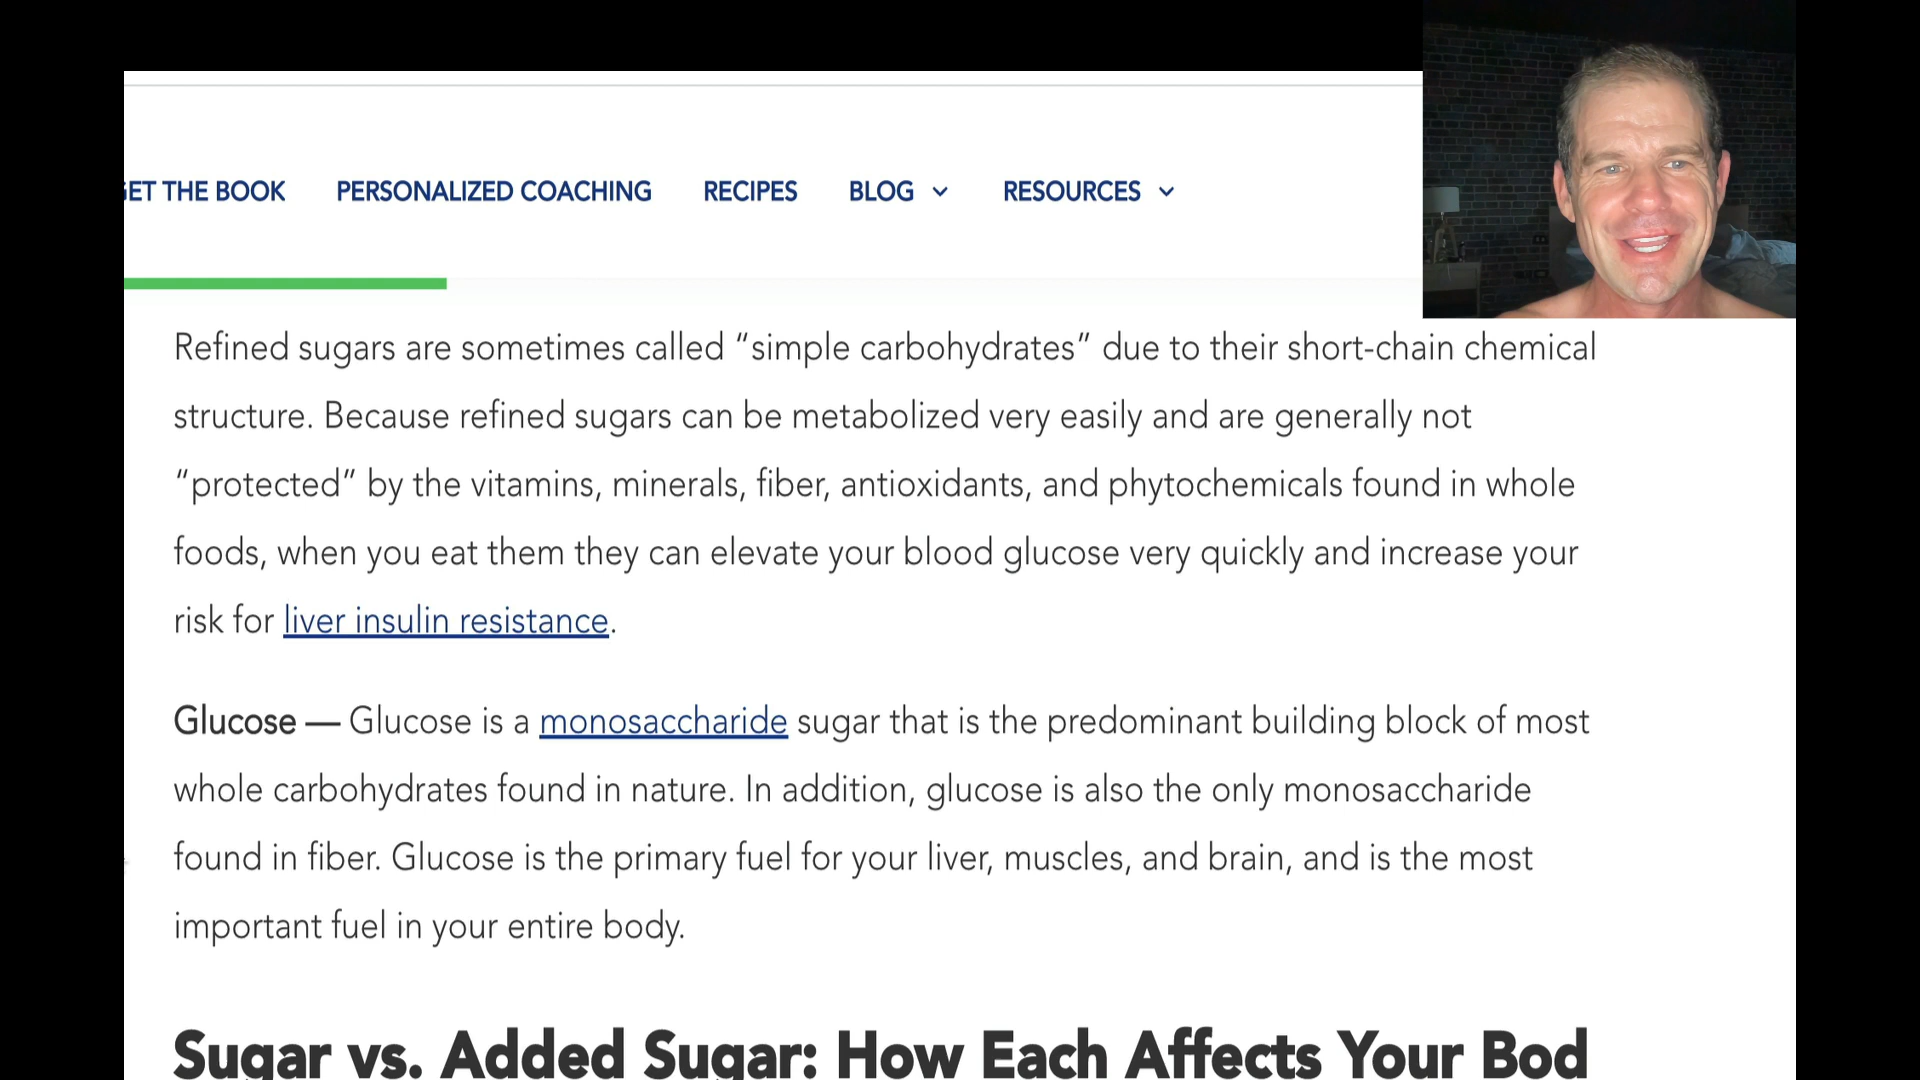 GET THE BOOK PERSONALIZED COACHING RECIPES BLOG RESOURCES
Refined sugars are sometimes called “simple carbohydrates” due to their short-chain chemical
structure. Because refined sugars can be metabolized very easily and are generally not
“protected” by the vitamins, minerals, fiber, antioxidants, and phytochemicals found in whole
foods, when you eat them they can elevate your blood glucose very quickly and increase your
risk for liver insulin resistance.
Glucose — Glucose is a monosaccharide sugar that is the predominant building block of most
whole carbohydrates found in nature. In addition, glucose is also the only monosaccharide
found in fiber. Glucose is the primary fuel for your liver, muscles, and brain, and is the most
important fuel in your entire body.
Sugar vs. Added Sugar: How Each Affects Your Bod